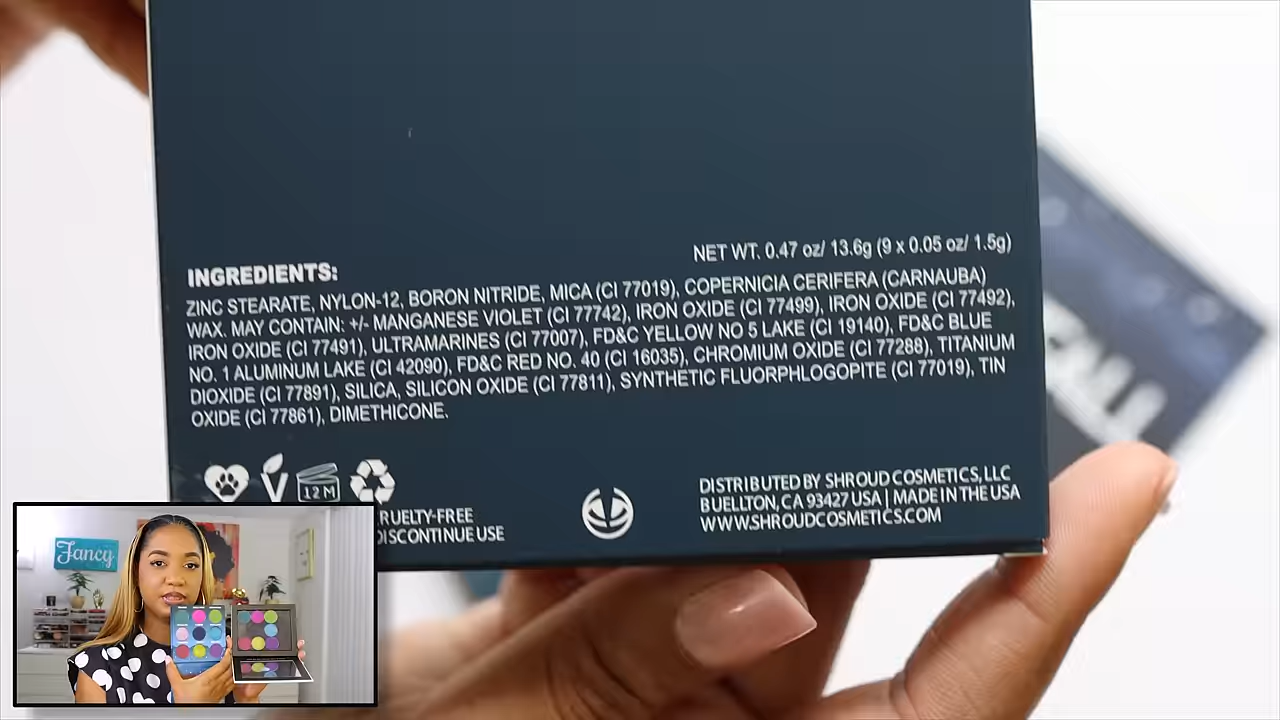 NET WT. 0.47 oz/ 13.6g (9 x 0.05 oz/ 1.5g)
INGREDIENTS:
ZINC STEARATE, NYLON-12, BORON NITRIDE, MICA (CI 77019), COPERNICIA CERIFERA (CARNAUBA)
WAX. MAY CONTAIN: +/- MANGANESE VIOLET (CI 77742), IRON OXIDE (CI 77499), IRON OXIDE (CI 77492),
IRON OXIDE (CI 77491), ULTRAMARINES (CI 77007), FD&C YELLOW NO 5 LAKE (CI 19140), FD&C BLUE
NO. 1 ALUMINUM LAKE (CI 42090), FD&C RED NO. 40 (CI 16035), CHROMIUM OXIDE (CI 77288), TITANIUM
DIOXIDE (CI 77891), SILICA, SILICON OXIDE (CI 77811), SYNTHETIC FLUORPHLOGOPITE (CI 77019), TIN
OXIDE (CI 77861), DIMETHICONE.
V 12 M
RUELTY-FREE
DISCONTINUE USE
DISTRIBUTED BY SHROUD COSMETICS, LLC
BUELLTON, CA 93427 USA | MADE IN THE USA
WWW.SHROUDCOSMETICS.COM
Fancy